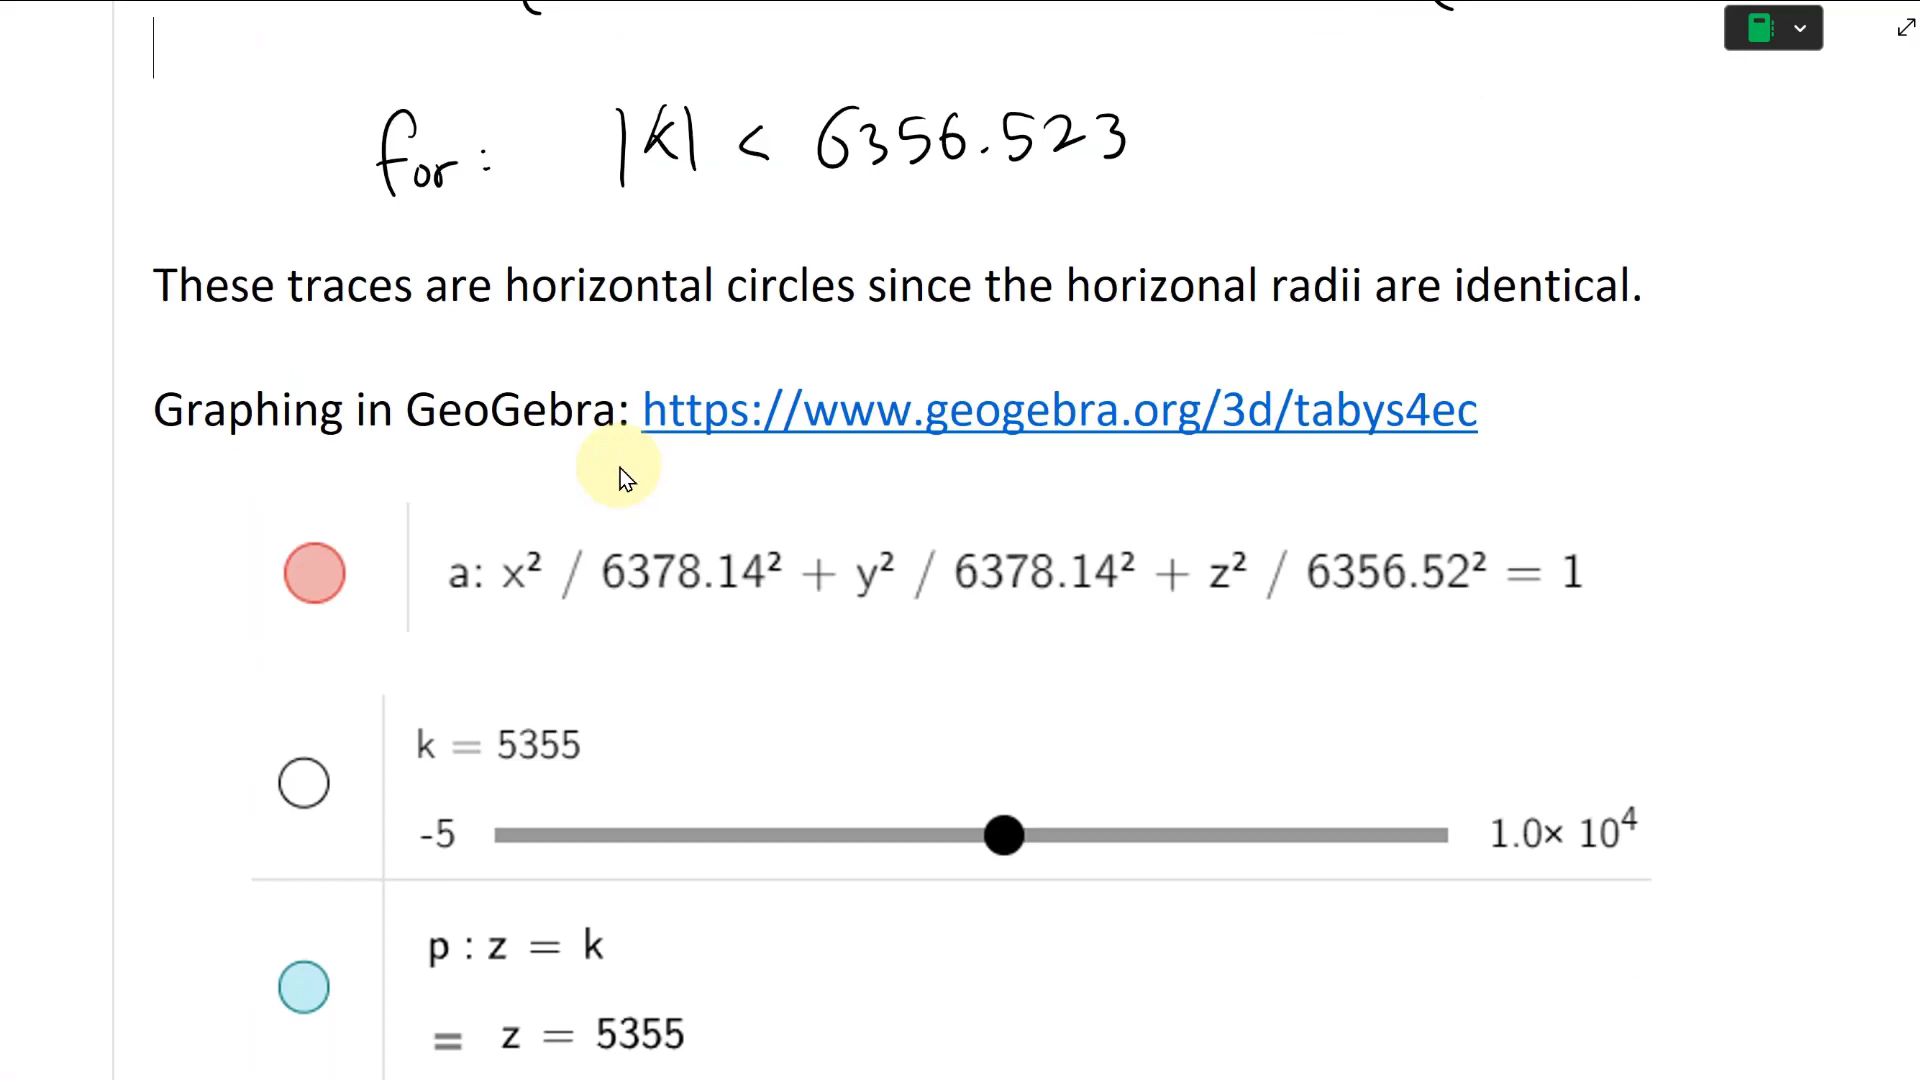 for: |k| < 6356.523
These traces are horizontal circles since the horizonal radii are identical.
Graphing in GeoGebra: https://www.geogebra.org/3d/tabys4ec
a: x² / 6378.14² + y² / 6378.14² + z² / 6356.52² = 1
k = 5355
-5 1.0× 10⁴
p : z = k
= z = 5355